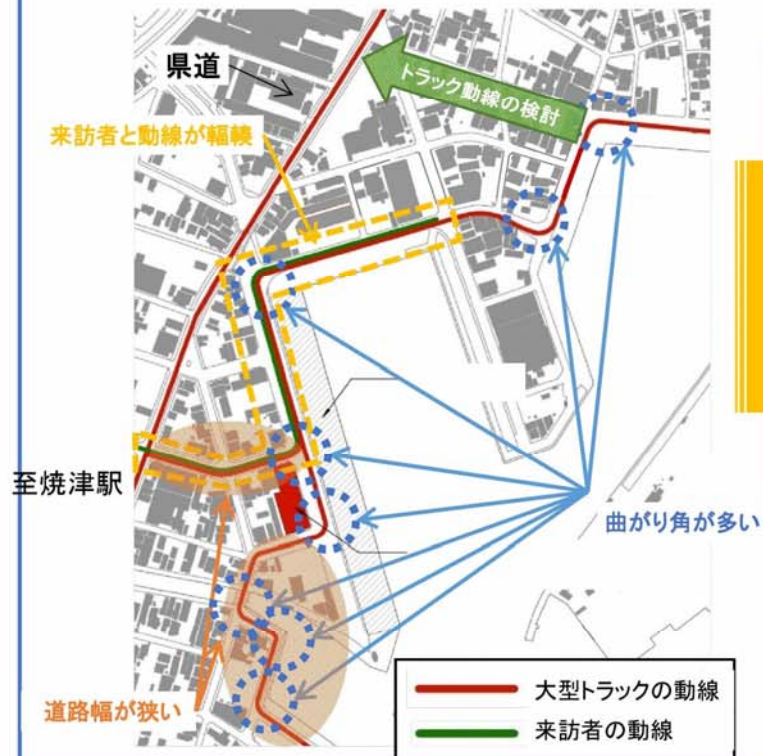 県道
トラック動線の検討
来訪者と動線が輻輳
至焼津駅
曲がり角が多い
道路幅が狭い
大型トラックの動線
来訪者の動線